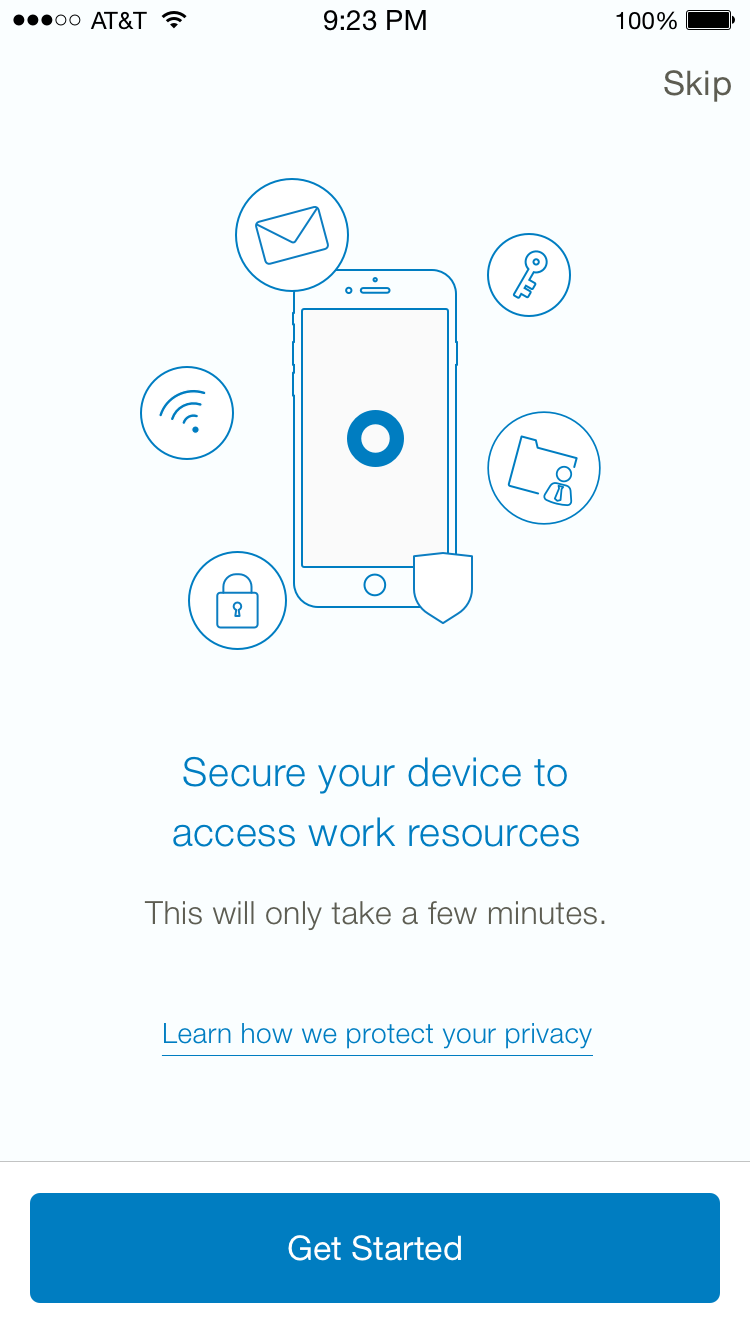 AT&T 9:23 PM 100%
Skip
Secure your device to
access work resources
This will only take a few minutes.
Learn how we protect your privacy
Get Started